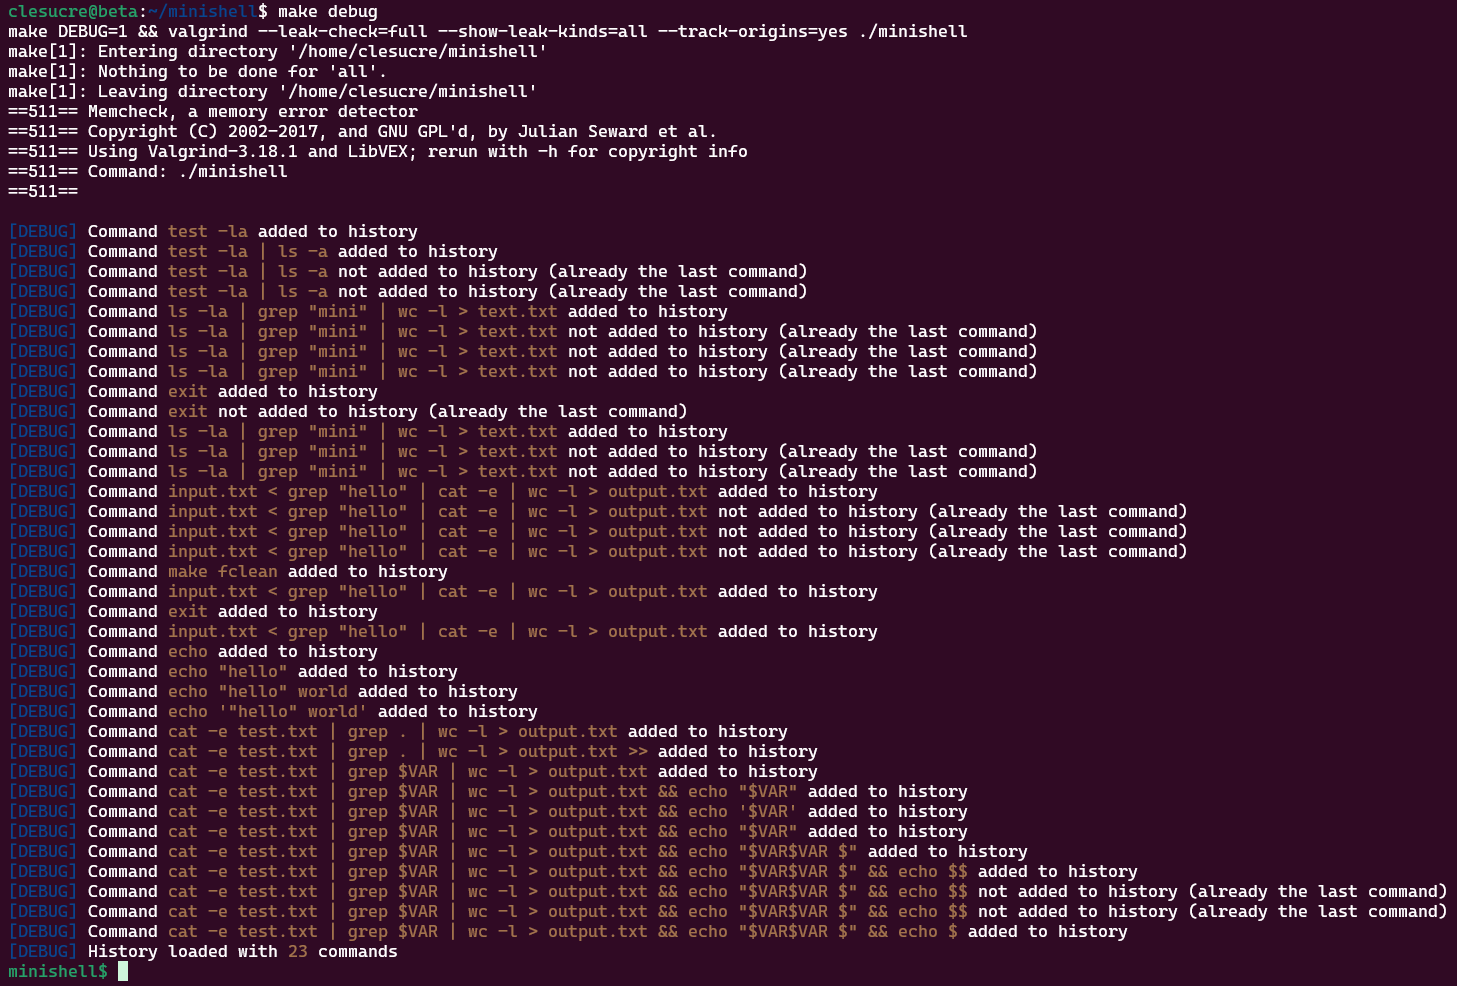 clesucre@beta:~/minishell$ make debug
make DEBUG=1 && valgrind --leak-check=full --show-leak-kinds=all --track-origins=yes ./minishell
make[1]: Entering directory '/home/clesucre/minishell'
make[1]: Nothing to be done for 'all'.
make[1]: Leaving directory '/home/clesucre/minishell'
==511== Memcheck, a memory error detector
==511== Copyright (C) 2002-2017, and GNU GPL'd, by Julian Seward et al.
==511== Using Valgrind-3.18.1 and LibVEX; rerun with -h for copyright info
==511== Command: ./minishell
==511==
[DEBUG] Command test -la added to history
[DEBUG] Command test -la | ls -a added to history
[DEBUG] Command test -la | ls -a not added to history (already the last command)
[DEBUG] Command test -la | ls -a not added to history (already the last command)
[DEBUG] Command ls -la | grep "mini" | wc -l > text.txt added to history
[DEBUG] Command ls -la | grep "mini" | wc -l > text.txt not added to history (already the last command)
[DEBUG] Command ls -la | grep "mini" | wc -l > text.txt not added to history (already the last command)
[DEBUG] Command ls -la | grep "mini" | wc -l > text.txt not added to history (already the last command)
[DEBUG] Command exit added to history
[DEBUG] Command exit not added to history (already the last command)
[DEBUG] Command ls -la | grep "mini" | wc -l > text.txt added to history
[DEBUG] Command ls -la | grep "mini" | wc -l > text.txt not added to history (already the last command)
[DEBUG] Command ls -la | grep "mini" | wc -l > text.txt not added to history (already the last command)
[DEBUG] Command input.txt < grep "hello" | cat -e | wc -l > output.txt added to history
[DEBUG] Command input.txt < grep "hello" | cat -e | wc -l > output.txt not added to history (already the last command)
[DEBUG] Command input.txt < grep "hello" | cat -e | wc -l > output.txt not added to history (already the last command)
[DEBUG] Command input.txt < grep "hello" | cat -e | wc -l > output.txt not added to history (already the last command)
[DEBUG] Command make fclean added to history
[DEBUG] Command input.txt < grep "hello" | cat -e | wc -l > output.txt added to history
[DEBUG] Command exit added to history
[DEBUG] Command input.txt < grep "hello" | cat -e | wc -l > output.txt added to history
[DEBUG] Command echo added to history
[DEBUG] Command echo "hello" added to history
[DEBUG] Command echo "hello" world added to history
[DEBUG] Command echo '"hello" world' added to history
[DEBUG] Command cat -e test.txt | grep . | wc -l > output.txt added to history
[DEBUG] Command cat -e test.txt | grep . | wc -l > output.txt >> added to history
[DEBUG] Command cat -e test.txt | grep $VAR | wc -l > output.txt added to history
[DEBUG] Command cat -e test.txt | grep $VAR | wc -l > output.txt && echo "$VAR" added to history
[DEBUG] Command cat -e test.txt | grep $VAR | wc -l > output.txt && echo '$VAR' added to history
[DEBUG] Command cat -e test.txt | grep $VAR | wc -l > output.txt && echo "$VAR" added to history
[DEBUG] Command cat -e test.txt | grep $VAR | wc -l > output.txt && echo "$VAR$VAR $" added to history
[DEBUG] Command cat -e test.txt | grep $VAR | wc -l > output.txt && echo "$VAR$VAR $" && echo $$ added to history
[DEBUG] Command cat -e test.txt | grep $VAR | wc -l > output.txt && echo "$VAR$VAR $" && echo $$ not added to history (already the last command)
[DEBUG] Command cat -e test.txt | grep $VAR | wc -l > output.txt && echo "$VAR$VAR $" && echo $$ not added to history (already the last command)
[DEBUG] Command cat -e test.txt | grep $VAR | wc -l > output.txt && echo "$VAR$VAR $" && echo $ added to history
[DEBUG] History loaded with 23 commands
minishell$